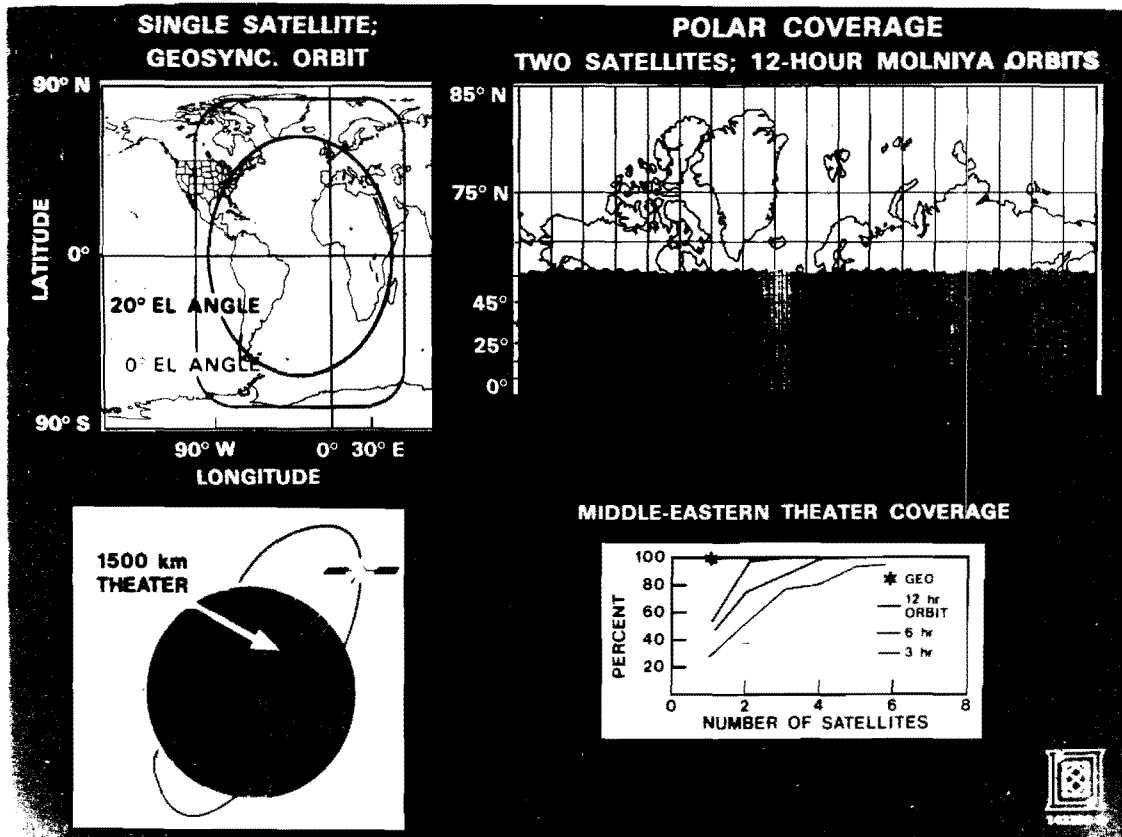 SINGLE SATELLITE;
GEOSYNC. ORBIT
90° N
LATITUDE
0°
20° EL ANGLE
0° EL ANGLE
90° S
90° W
0°
30° E
LONGITUDE
POLAR COVERAGE
TWO SATELLITES; 12-HOUR MOLNIYA ORBITS
85° N
75° N
45°
25°
0°
1500 km
THEATER
MIDDLE-EASTERN THEATER COVERAGE
PERCENT
100
80
60
40
20
0
2
4
6
8
NUMBER OF SATELLITES
GEO
12 hr
ORBIT
6 hr
3 hr